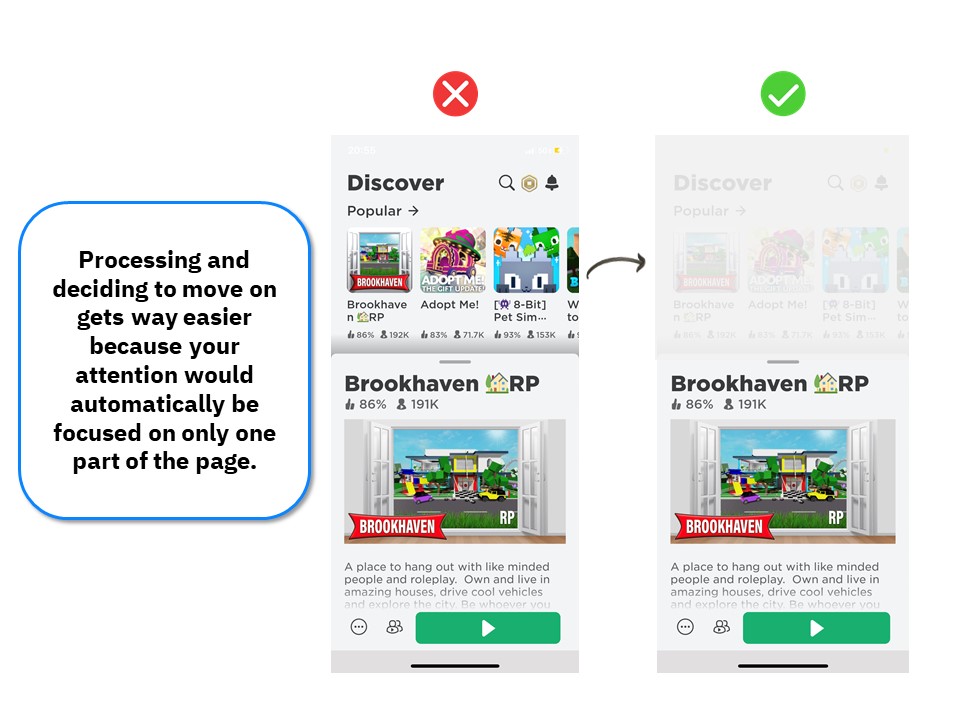 Processing and
deciding to move on
gets way easier
because your
attention would
automatically be
focused on only one
part of the page.
20:55
Discover
Popular →
BROOKHAVEN
ADOPT ME!
THE GIFT UPDATE!
Brookhave
n 🏡RP
Adopt Me!
[👾 8-Bit]
Pet Sim...
W
to
86% 192K
83% 71.7K
93% 153K
Brookhaven 🏡RP
86% 191K
BROOKHAVEN
RP
A place to hang out with like minded
people and roleplay. Own and live in
amazing houses, drive cool vehicles
and explore the city. Be whoever you
Discover
Popular →
BROOKHAVEN
ADOPT ME!
Brookhave
n 🏡RP
Adopt Me!
[👾 8-Bit]
Pet Sim...
W
to
86% 192K
83% 71.7K
93% 153K
Brookhaven 🏡RP
86% 191K
BROOKHAVEN
RP
A place to hang out with like minded
people and roleplay. Own and live in
amazing houses, drive cool vehicles
and explore the city. Be whoever you